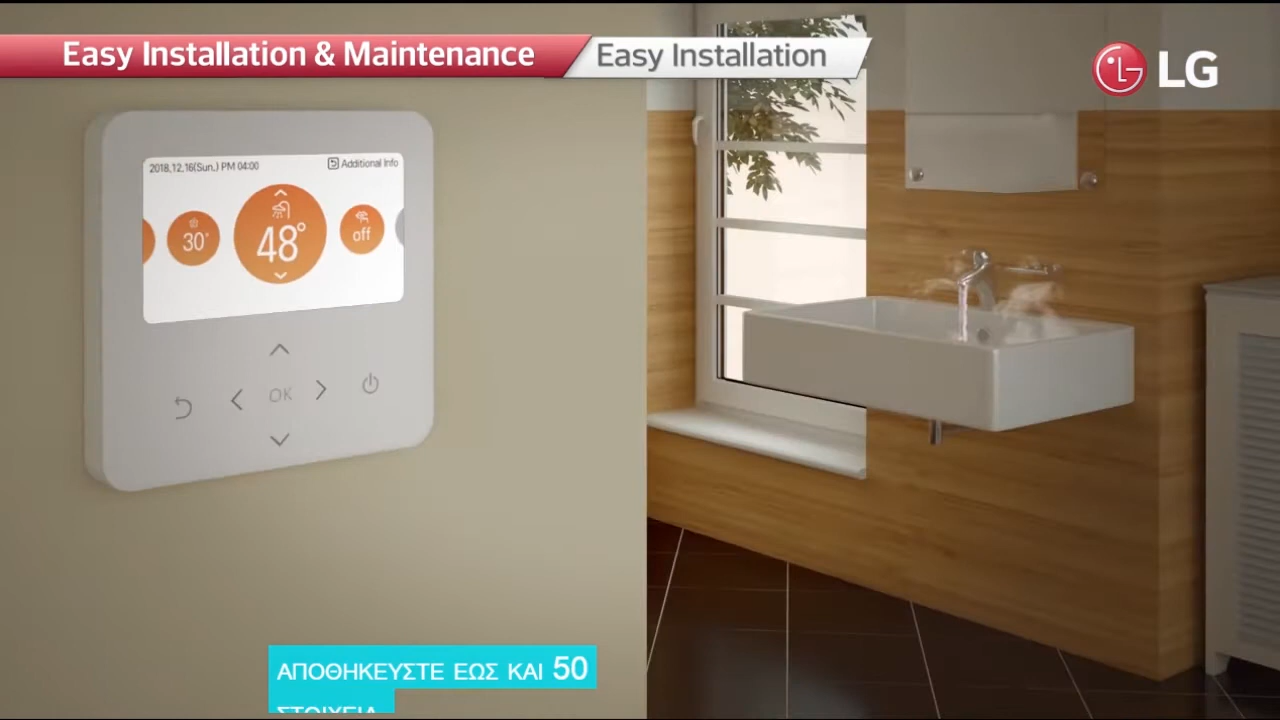 Easy Installation & Maintenance
Easy Installation
LG
2018.12.16(Sun.) PM 04:00
Additional Info
30°
48°
off
OK
ΑΠΟΘΗΚΕΥΣΤΕ ΕΩΣ ΚΑΙ 50
ΣΤΟΙΧΕΙΑ